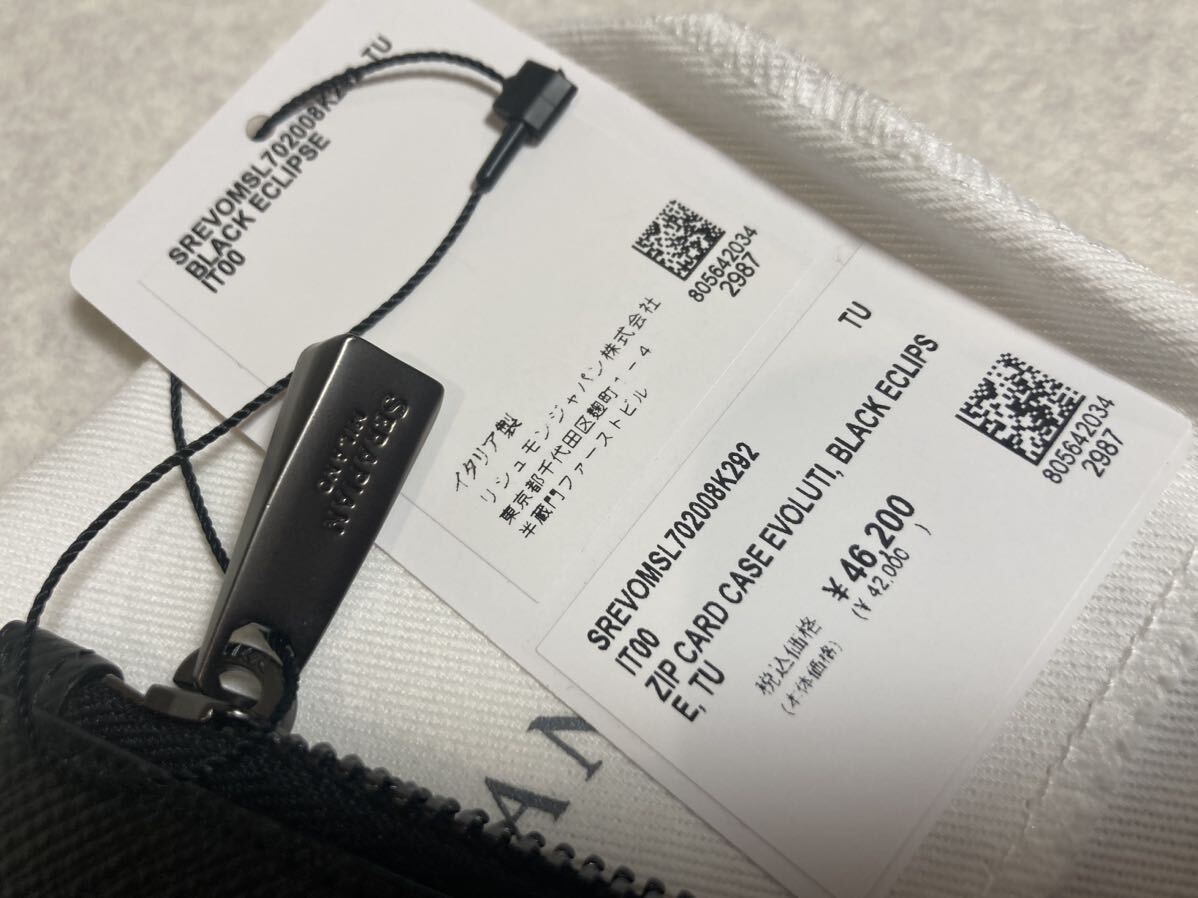 SREVOMSL702008K292 TU
BLACK ECLIPSE
IT00
805642034
2987
イタリア製
リシュモンジャパン株式会社
東京都千代田区麹町1-4
半蔵門ファーストビル
SERAPIAN
MILANO
SREVOMSL702008K292 TU
IT00
ZIP CARD CASE EVOLUTI, BLACK ECLIPS
E, TU
税込価格 ¥ 46,200
(本体価格) (¥ 42,000 )
805642034
2987
AN